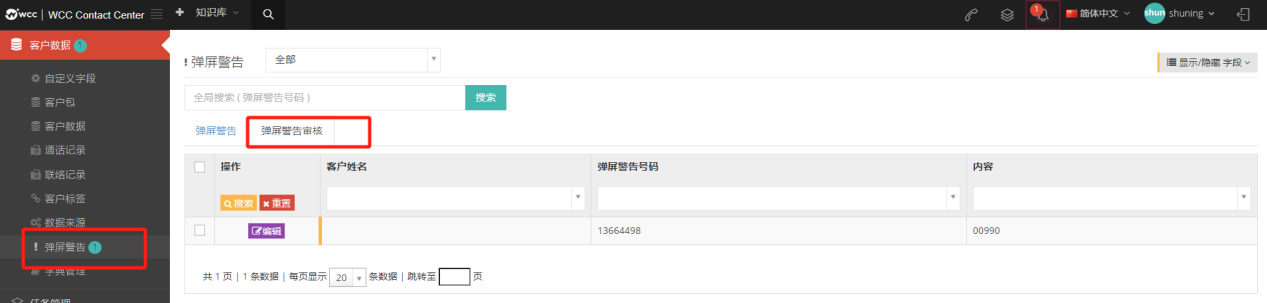 wcc | WCC Contact Center
知识库
1
简体中文
shun shuning
客户数据 1
自定义字段
客户包
客户数据
通话记录
联络记录
客户标签
数据来源
弹屏警告 1
字典管理
任务管理
弹屏警告 全部
显示/隐藏 字段
全局搜索 ( 弹屏警告号码 ) 搜索
弹屏警告 弹屏警告审核
操作 客户姓名 弹屏警告号码 内容
搜索 重置
编辑 13664498 00990
共 1 页 | 1 条数据 | 每页显示 20 条数据 | 跳转至 页